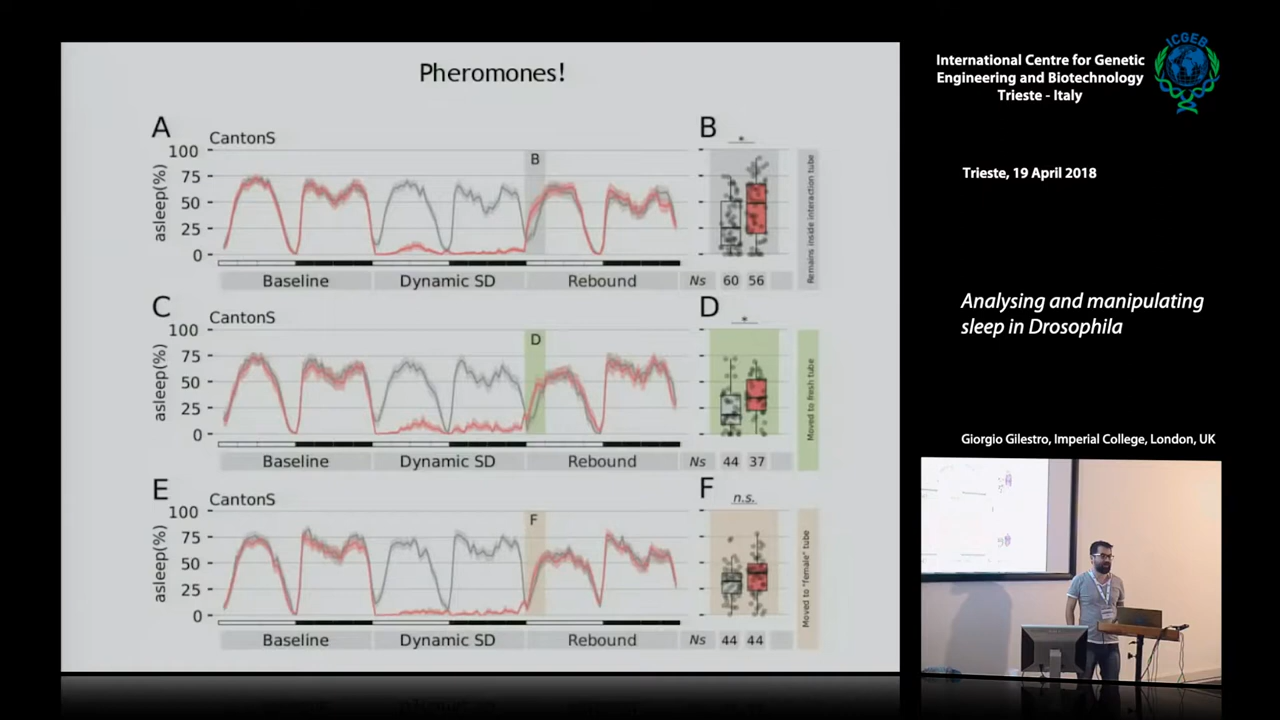 Pheromones!
A
CantonS
100
75
50
25
0
asleep(%)
B
Baseline
Dynamic SD
Rebound
B
*
Ns
60
56
Remains inside interaction tube
C
CantonS
100
75
50
25
0
asleep(%)
D
Baseline
Dynamic SD
Rebound
D
*
Ns
44
37
Moved to fresh tube
E
CantonS
100
75
50
25
0
asleep(%)
F
Baseline
Dynamic SD
Rebound
F
n.s.
Ns
44
44
Moved to "female" tube
International Centre for Genetic
Engineering and Biotechnology
Trieste - Italy
ICGEB
Trieste, 19 April 2018
Analysing and manipulating
sleep in Drosophila
Giorgio Gilestro, Imperial College, London, UK